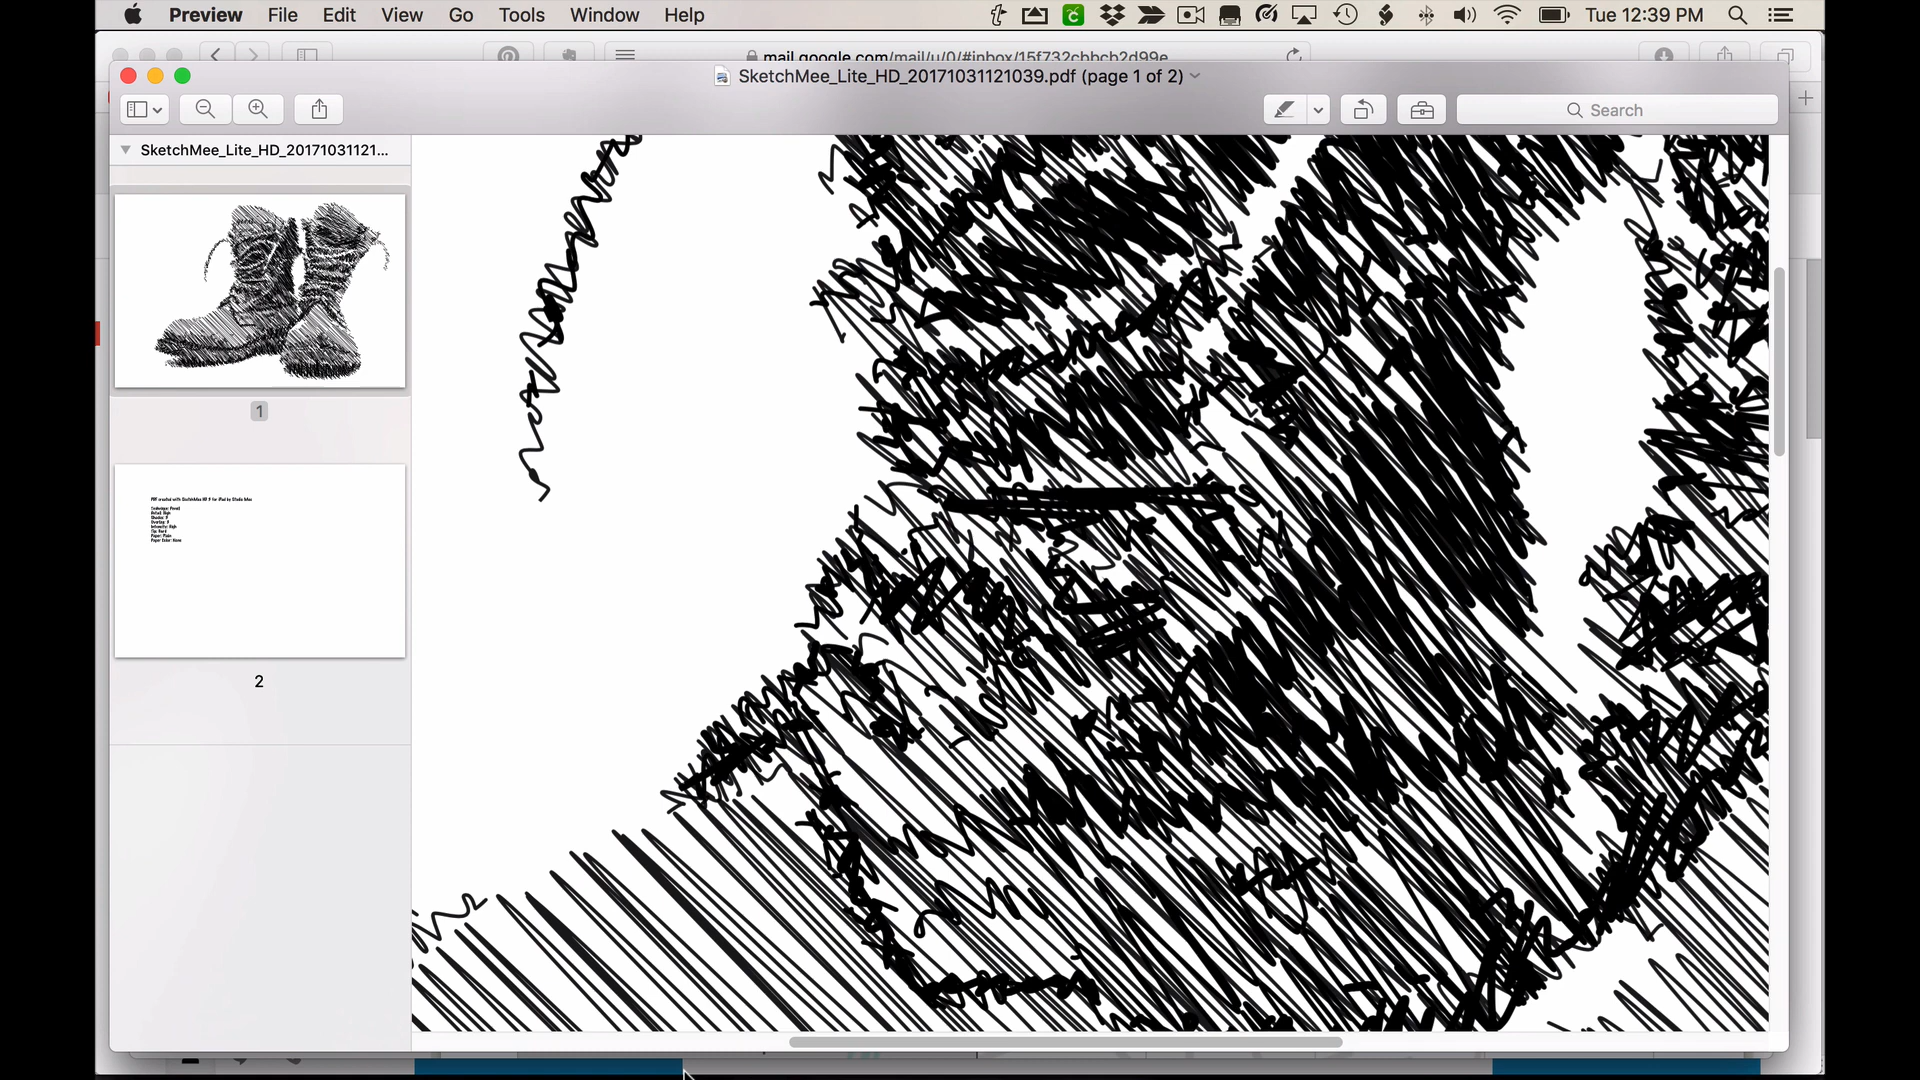 Preview File Edit View Go Tools Window Help Tue 12:39 PM
mail.google.com/mail/u/0/#inbox/15f732cbbcb2d99e
SketchMee_Lite_HD_20171031121039.pdf (page 1 of 2)
Search
SketchMee_Lite_HD_20171031121...
1
2